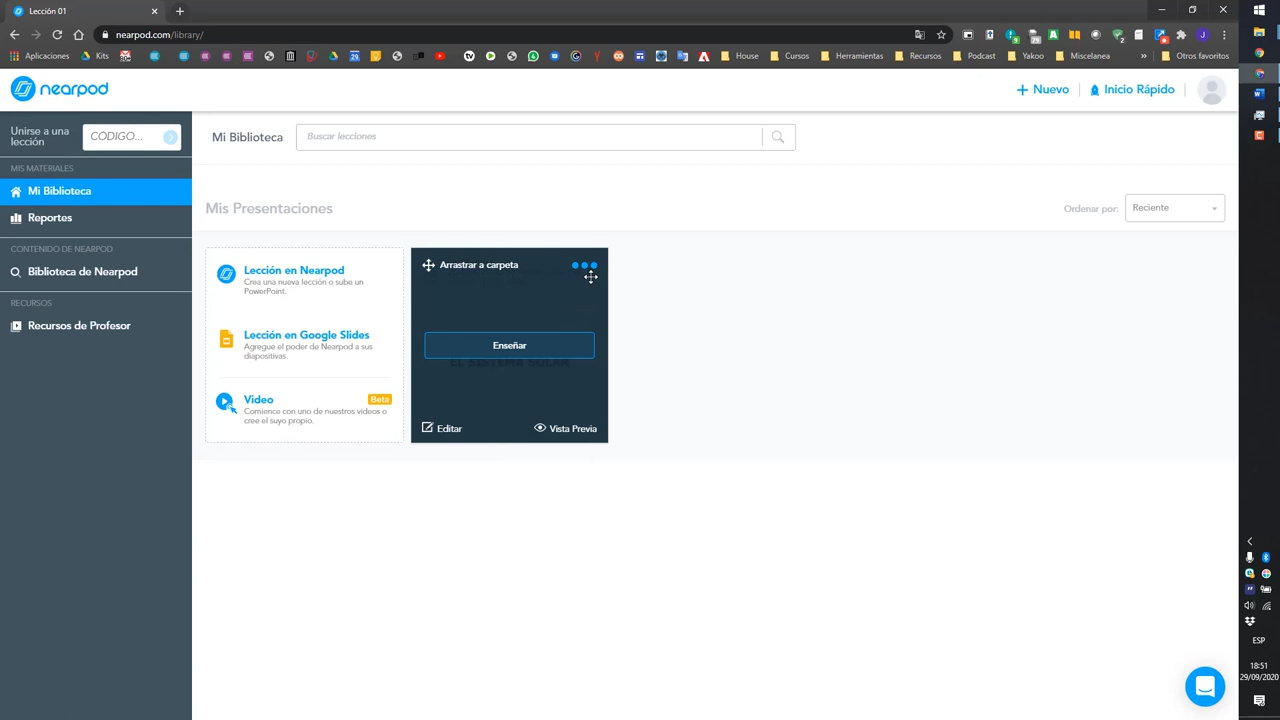 Lección 01
nearpod.com/library/
Aplicaciones
Kits
29
House
Cursos
Herramientas
Recursos
Podcast
Yakoo
Miscelanea
»
Otros favoritos
nearpod
+ Nuevo
Inicio Rápido
Unirse a una lección
CODIGO...
Mi Biblioteca
Buscar lecciones
MIS MATERIALES
Mi Biblioteca
Reportes
CONTENIDO DE NEARPOD
Biblioteca de Nearpod
RECURSOS
Recursos de Profesor
Mis Presentaciones
Ordenar por:
Reciente
Lección en Nearpod
Crea una nueva lección o sube un
PowerPoint.
Lección en Google Slides
Agregue el poder de Nearpod a sus
diapositivas.
Video
Beta
Comience con uno de nuestros videos o
cree el suyo propio.
Arrastrar a carpeta
Enseñar
EL SISTEMA SOLAR
Editar
Vista Previa
ESP
18:51
29/09/2020